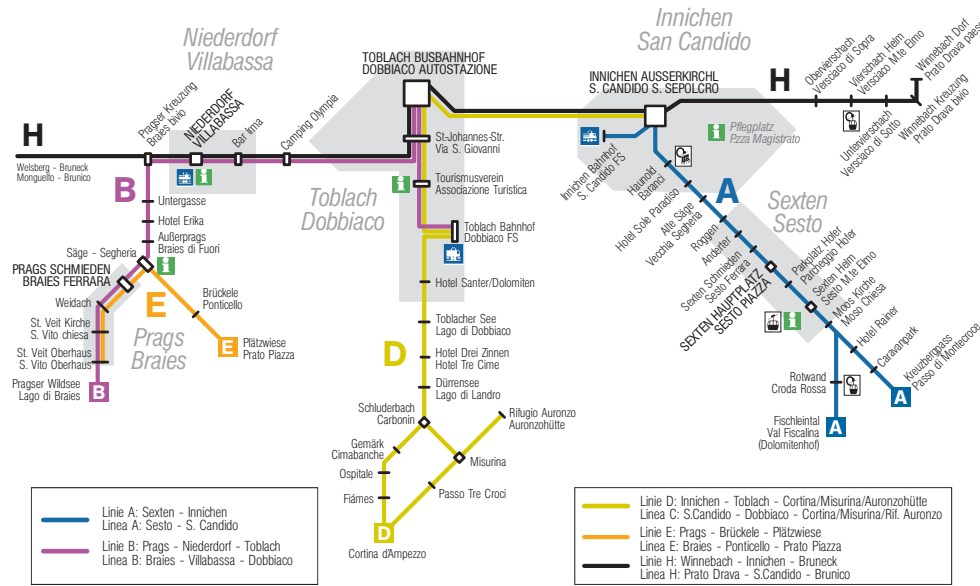 Niederdorf
Villabassa
TOBLACH BUSBAHNHOF
DOBBIACO AUTOSTAZIONE
Innichen
San Candido
INNICHEN AUSSERKIRCHL
S. CANDIDO S. SEPOLCRO
H
Obervierschach
Versciaco di Sopra
Vierschach Helm
Versciaco M.te Elmo
Winnebach Dorf
Prato Drava paese
Untervierschach
Versciaco di Sotto
Winnebach Kreuzung
Prato Drava bivio
Pragser Kreuzung
Braies bivio
NIEDERDORF
VILLABASSA
Bar Irma
Camping Olympia
H
Welsberg - Bruneck
Monguelfo - Brunico
St.Johannes-Str.
Via S. Giovanni
Tourismusverein
Associazione Turistica
Toblach
Dobbiaco
Toblach Bahnhof
Dobbiaco FS
Hotel Santer/Dolomiten
Pflegplatz
P.zza Magistrato
Innichen Bahnhof
S. Candido FS
Haunold
Baranci
Hotel Sole Paradiso
Alte Säge
Vecchia Segheria
Roggen
Anderter
Sexten Schmieden
Sesto Ferrara
SEXTEN HAUPTPLATZ
SESTO PIAZZA
A
Sexten
Sesto
Parkplatz Hofer
Parcheggio Hofer
Sexten Helm
Sesto M.te Elmo
Moos Kirche
Moso Chiesa
Hotel Rainer
Caravanpark
Kreuzbergpass
Passo di Montecroce
A
Rotwand
Croda Rossa
A
Fischleintal
Val Fiscalina
(Dolomitenhof)
B
Untergasse
Hotel Erika
Außerprags
Braies di Fuori
Säge - Segheria
PRAGS SCHMIEDEN
BRAIES FERRARA
E
Brückele
Ponticello
E
Plätzwiese
Prato Piazza
Weidach
St. Veit Kirche
S. Vito chiesa
St. Veit Oberhaus
S. Vito Oberhaus
Prags
Braies
Pragser Wildsee
Lago di Braies
B
D
Toblacher See
Lago di Dobbiaco
Hotel Drei Zinnen
Hotel Tre Cime
Dürrensee
Lago di Landro
Schluderbach
Carbonin
Rifugio Auronzo
Auronzohütte
Gemärk
Cimabanche
Misurina
Ospitale
Fiámes
Passo Tre Croci
D
Cortina d'Ampezzo
Linie A: Sexten - Innichen
Linea A: Sesto - S. Candido
Linie B: Prags - Niederdorf - Toblach
Linea B: Braies - Villabassa - Dobbiaco
Linie D: Innichen - Toblach - Cortina/Misurina/Auronzohütte
Linea C: S.Candido - Dobbiaco - Cortina/Misurina/Rif. Auronzo
Linie E: Prags - Brückele - Plätzwiese
Linea E: Braies - Ponticello - Prato Piazza
Linie H: Winnebach - Innichen - Bruneck
Linea H: Prato Drava - S.Candido - Brunico